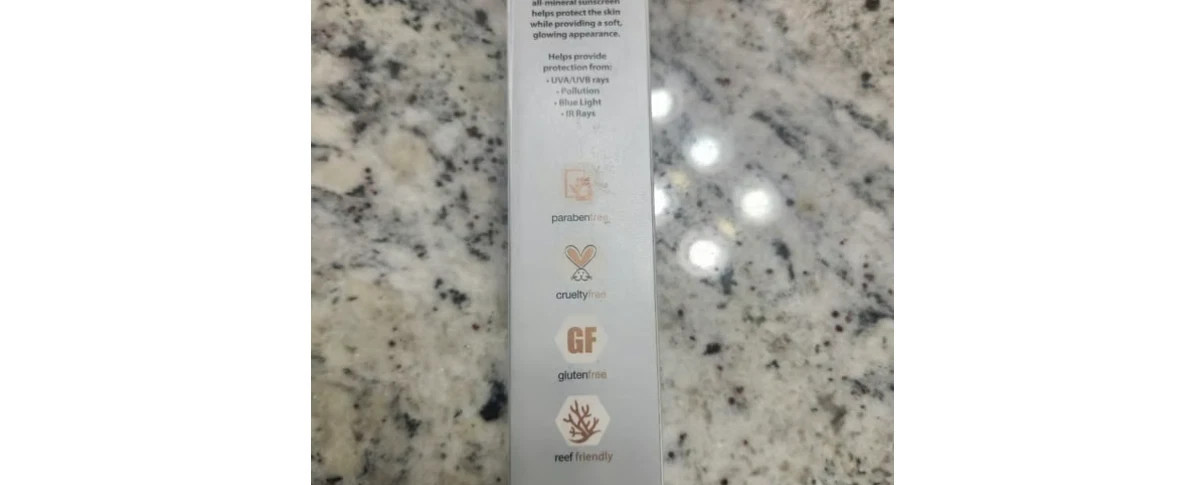 all-mineral sunscreen
helps protect the skin
while providing a soft,
glowing appearance.
Helps provide
protection from:
• UVA/UVB rays
• Pollution
• Blue Light
• IR Rays
parabenfree
crueltyfree
GF
glutenfree
reef friendly